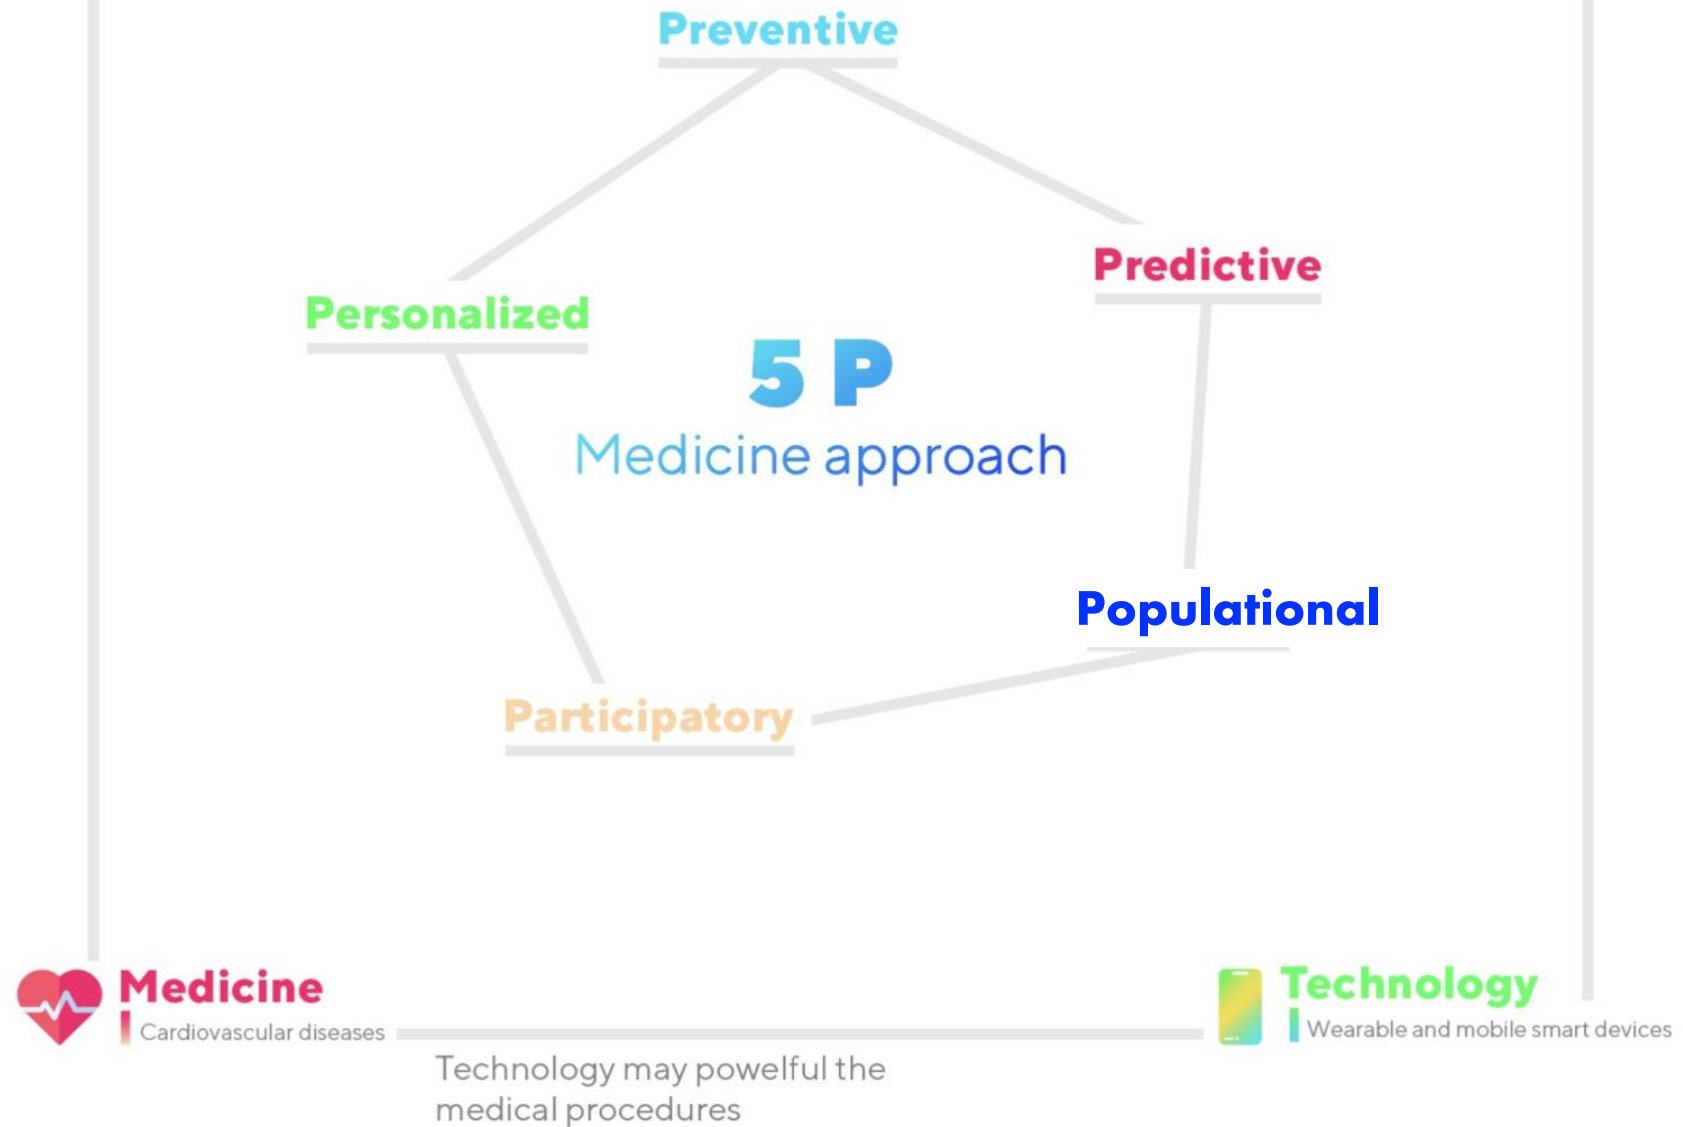 Preventive
Predictive
Personalized
5 P
Medicine approach
Populational
Participatory
Medicine
Cardiovascular diseases
Technology
Wearable and mobile smart devices
Technology may powelful the
medical procedures